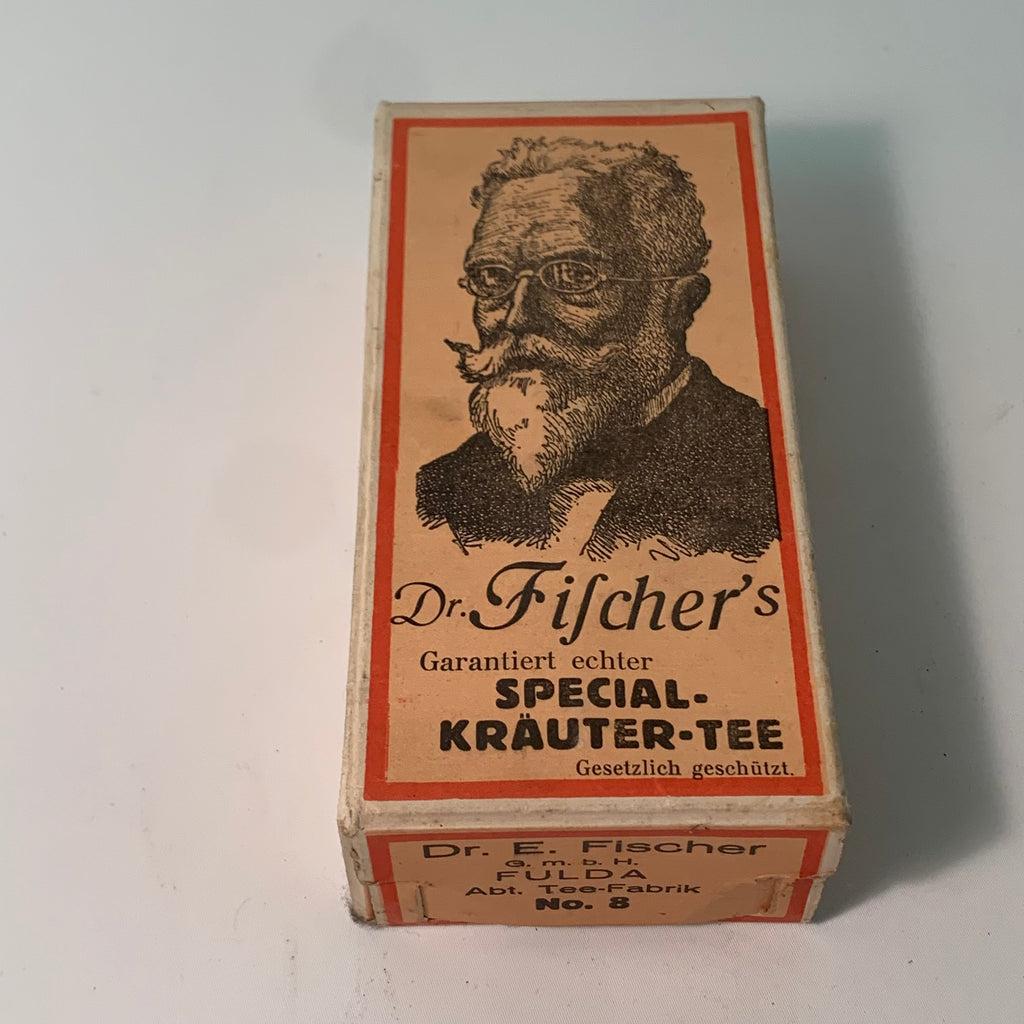 Dr. Fiſcher's
Garantiert echter
SPECIAL-
KRÄUTER-TEE
Gesetzlich geschützt.
Dr. E. Fischer
G. m. b. H.
FULDA
Abt. Tee-Fabrik
No. 8